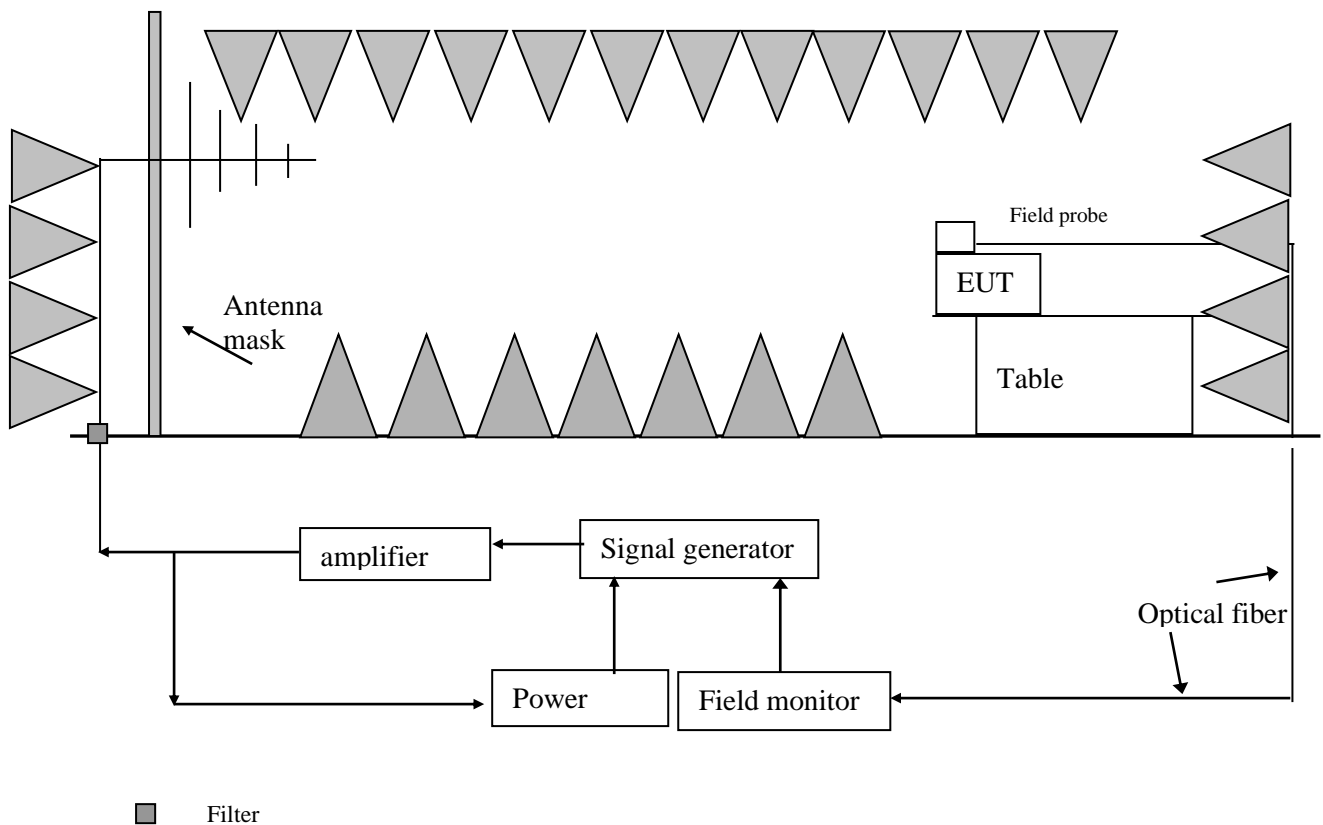 Field probe
EUT
Antenna
mask
Table
Signal generator
amplifier
Optical fiber
Power
Field monitor
Filter